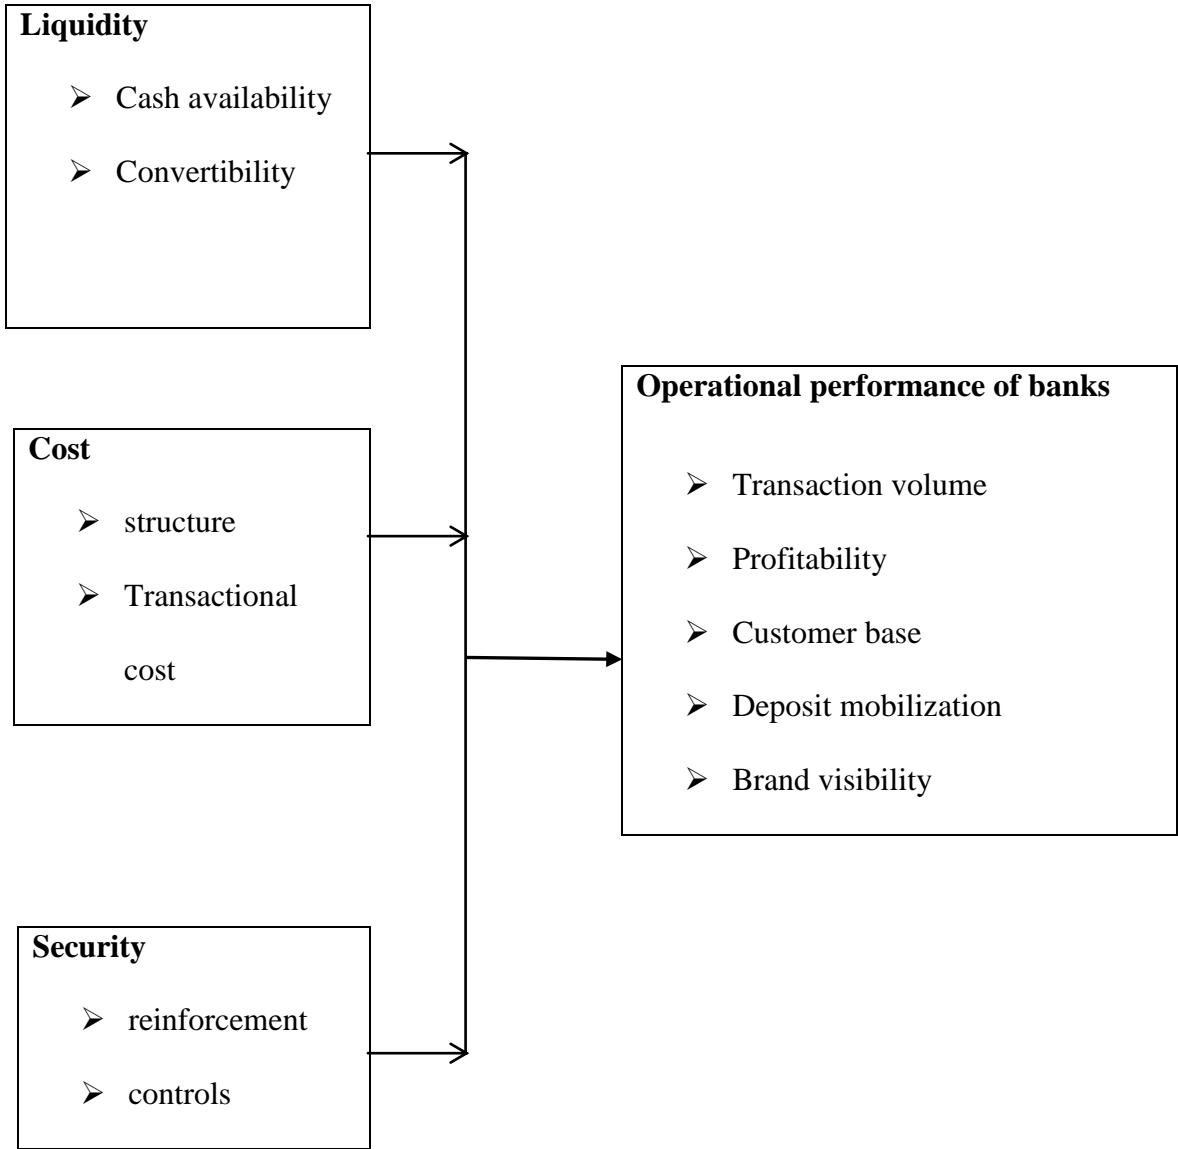 Liquidity
➢ Cash availability
➢ Convertibility
Cost
➢ structure
➢ Transactional
cost
Security
➢ reinforcement
➢ controls
Operational performance of banks
➢ Transaction volume
➢ Profitability
➢ Customer base
➢ Deposit mobilization
➢ Brand visibility